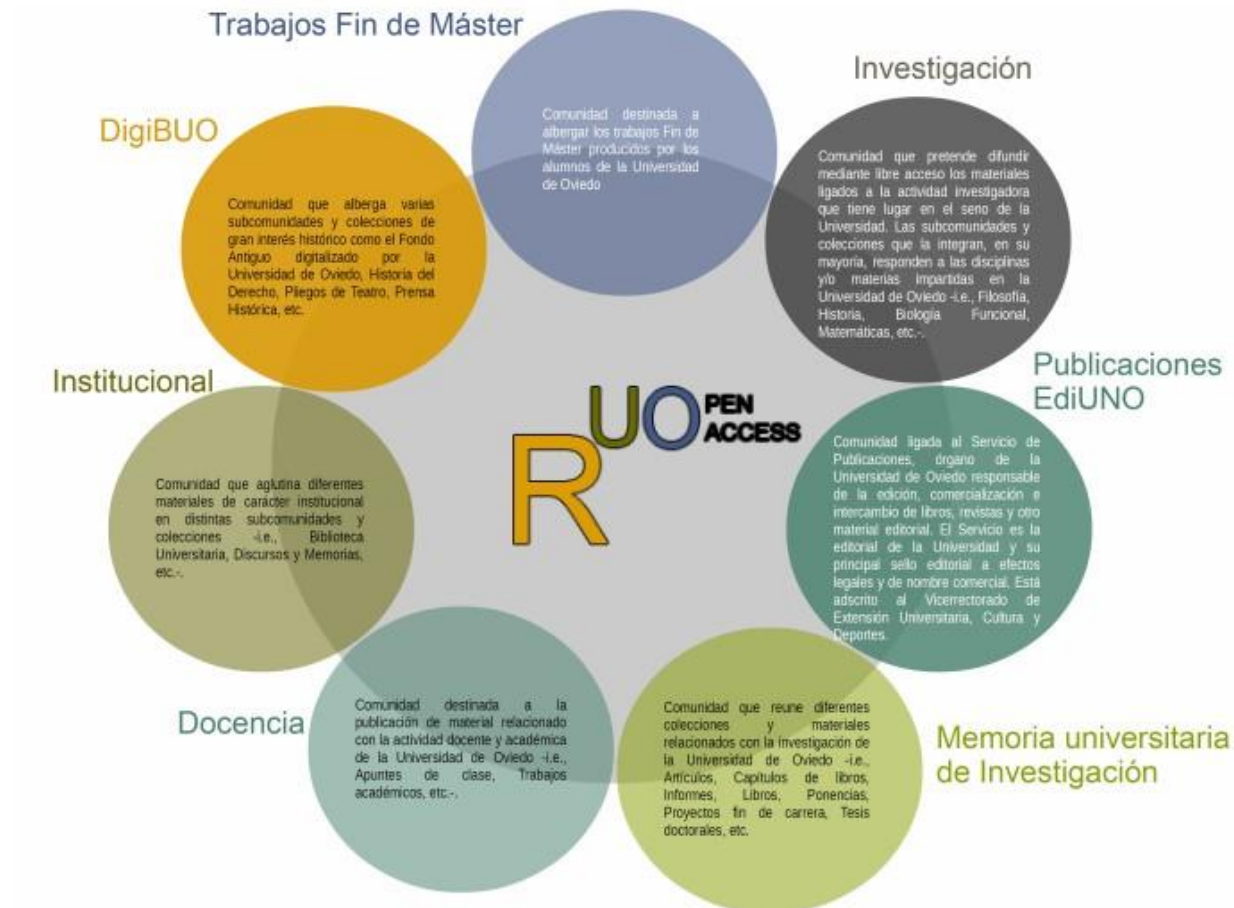 Trabajos Fin de Máster
Comunidad destinada a
albergar los trabajos Fin de
Máster producidos por los
alumnos de la Universidad
de Oviedo
Investigación
Comunidad que pretende difundir
mediante libre acceso los materiales
ligados a la actividad investigadora
que tiene lugar en el seno de la
Universidad. Las subcomunidades y
colecciones que la integran, en su
mayoría, responden a las disciplinas
y/o materias impartidas en la
Universidad de Oviedo -i.e., Filosofía,
Historia, Biología Funcional,
Matemáticas, etc.-.
DigiBUO
Comunidad que alberga varias
subcomunidades y colecciones de
gran interés histórico como el Fondo
Antiguo digitalizado por la
Universidad de Oviedo, Historia del
Derecho, Pliegos de Teatro, Prensa
Histórica, etc.
Publicaciones
EdiUNO
Comunidad ligada al Servicio de
Publicaciones, órgano de la
Universidad de Oviedo responsable
de la edición, comercialización e
intercambio de libros, revistas y otro
material editorial. El Servicio es la
editorial de la Universidad y su
principal sello editorial a efectos
legales y de nombre comercial. Está
adscrito al Vicerrectorado de
Extensión Universitaria, Cultura y
Deportes.
Institucional
Comunidad que aglutina diferentes
materiales de carácter institucional
en distintas subcomunidades y
colecciones -i.e., Biblioteca
Universitaria, Discursos y Memorias,
etc.-.
RUO PEN
ACCESS
Docencia
Comunidad destinada a la
publicación de material relacionado
con la actividad docente y académica
de la Universidad de Oviedo -i.e.,
Apuntes de clase, Trabajos
académicos, etc.-.
Memoria universitaria
de Investigación
Comunidad que reune diferentes
colecciones y materiales
relacionados con la investigación de
la Universidad de Oviedo -i.e.,
Artículos, Capítulos de libros,
Informes, Libros, Ponencias,
Proyectos fin de carrera, Tesis
doctorales, etc.